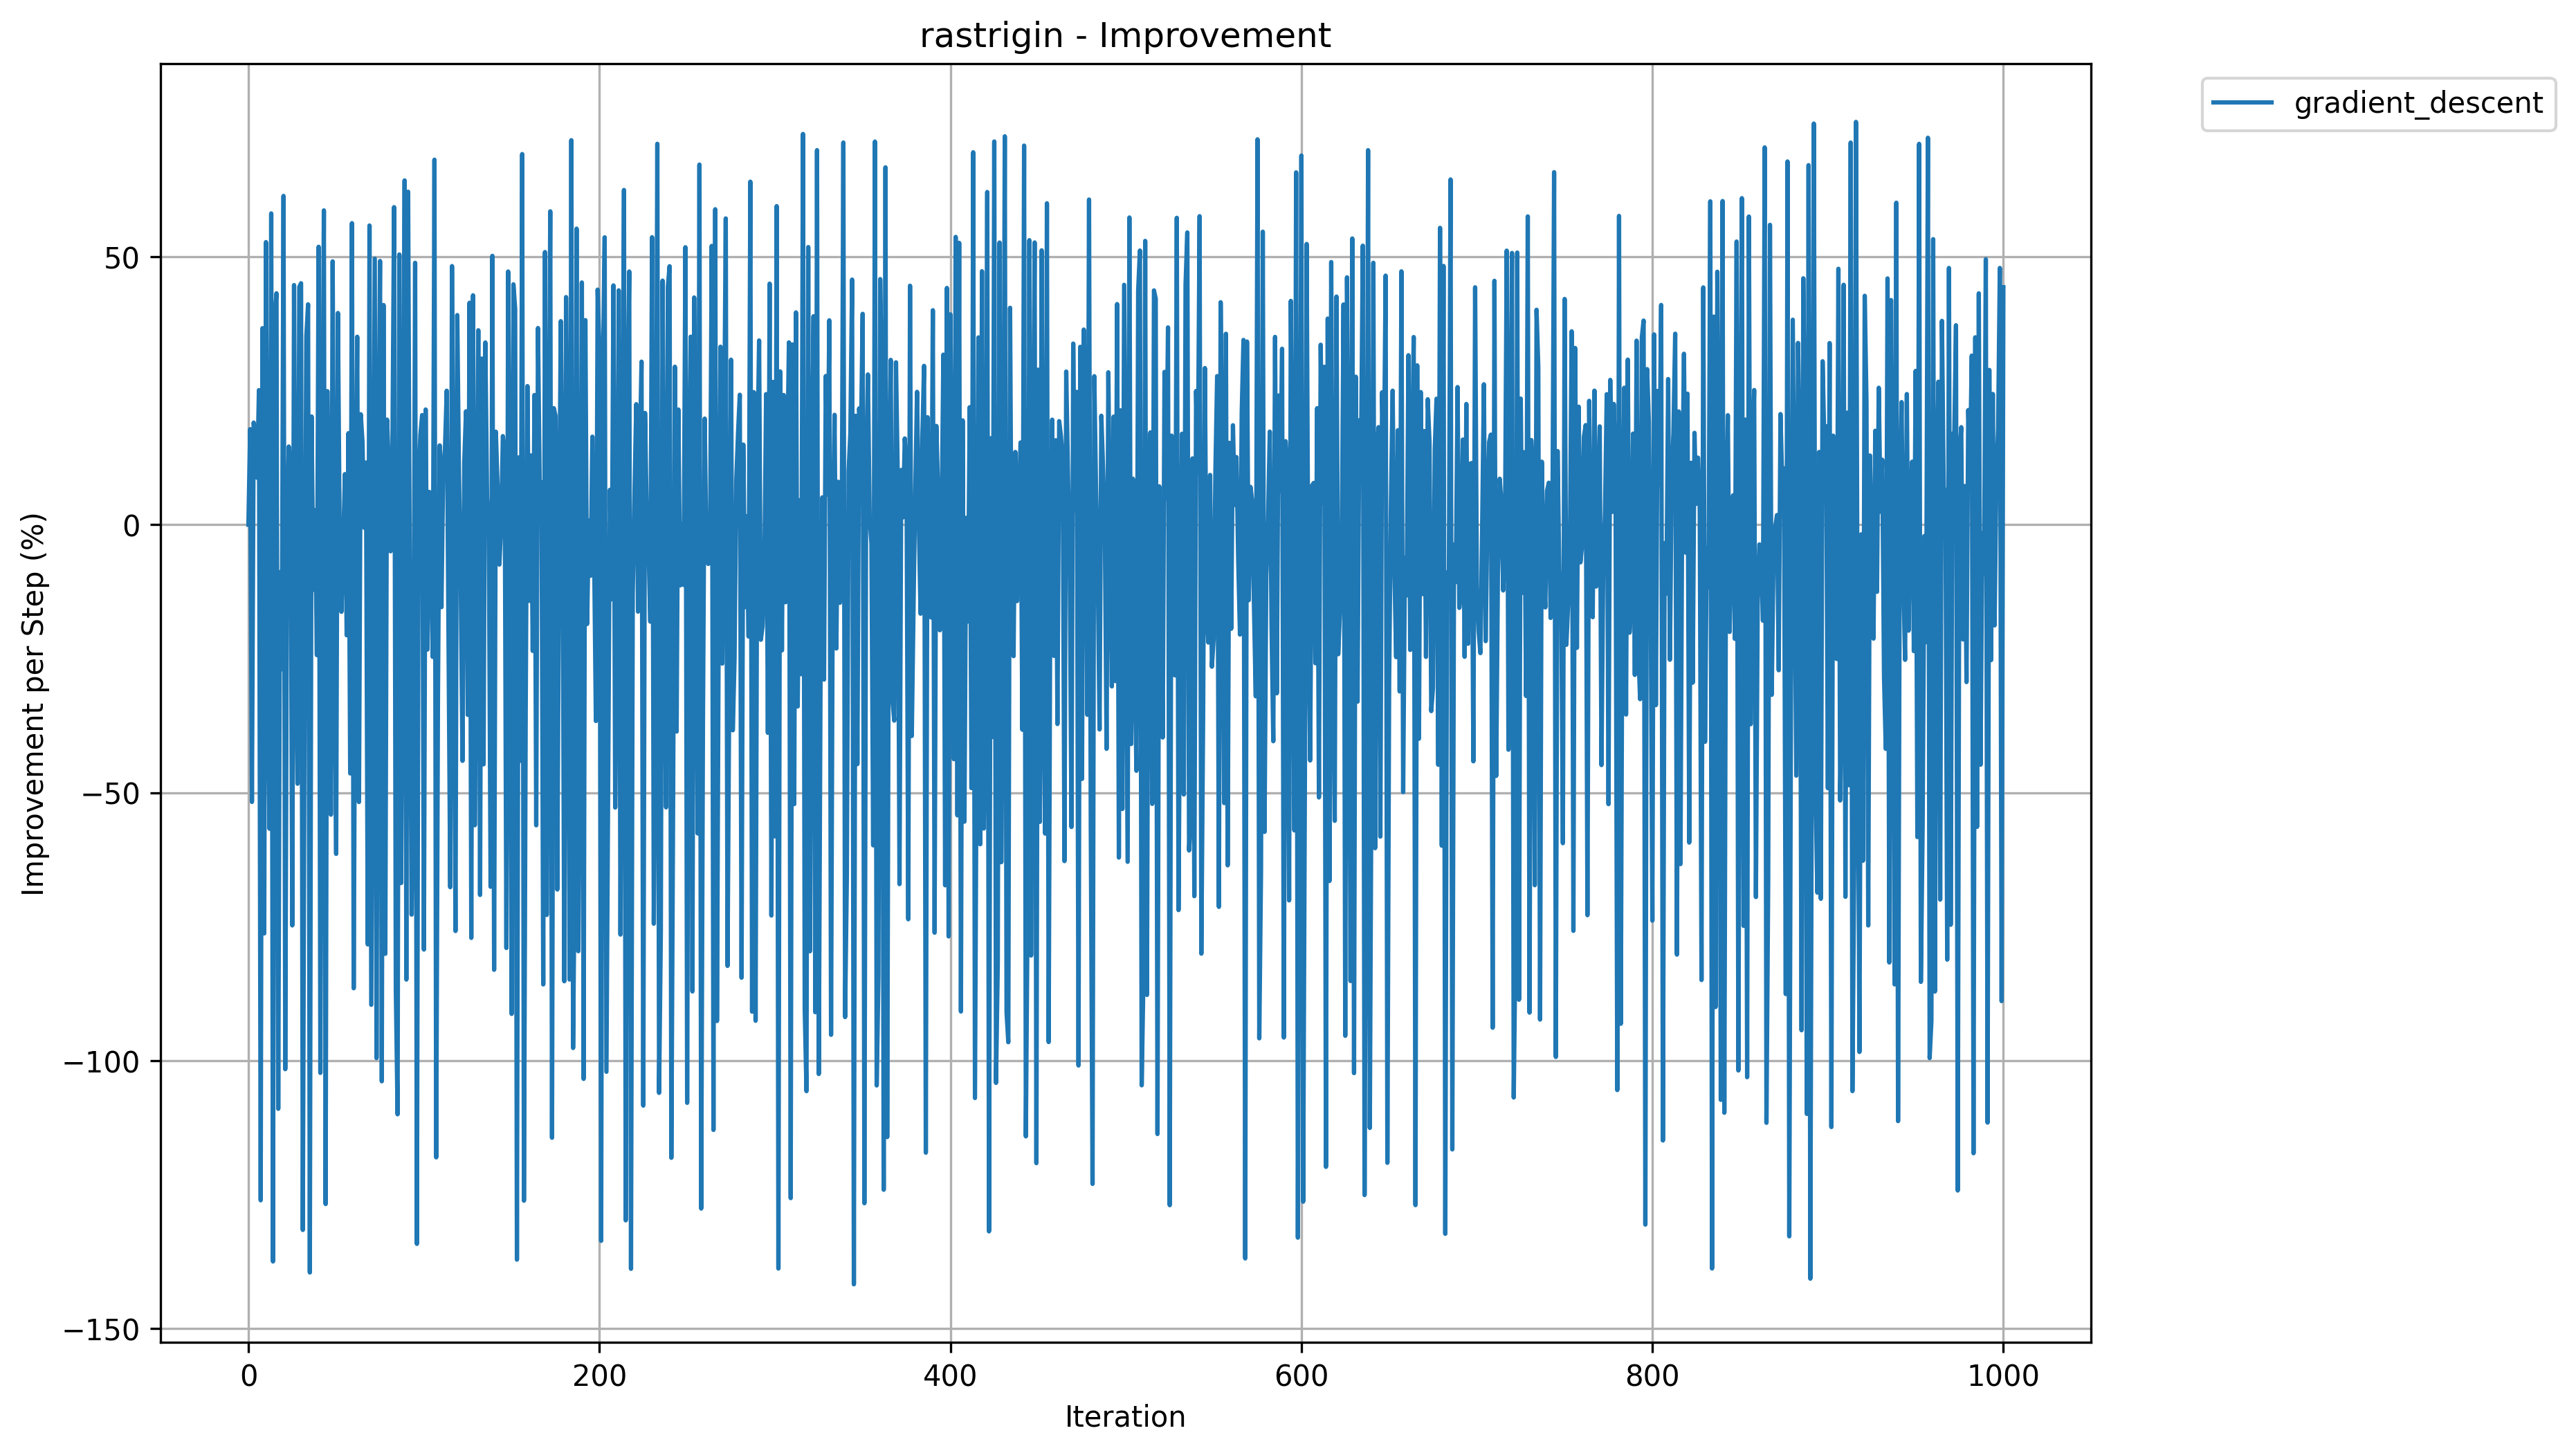 rastrigin - Improvement
gradient_descent
Improvement per Step (%)
50
0
−50
−100
−150
0
200
400
600
800
1000
Iteration